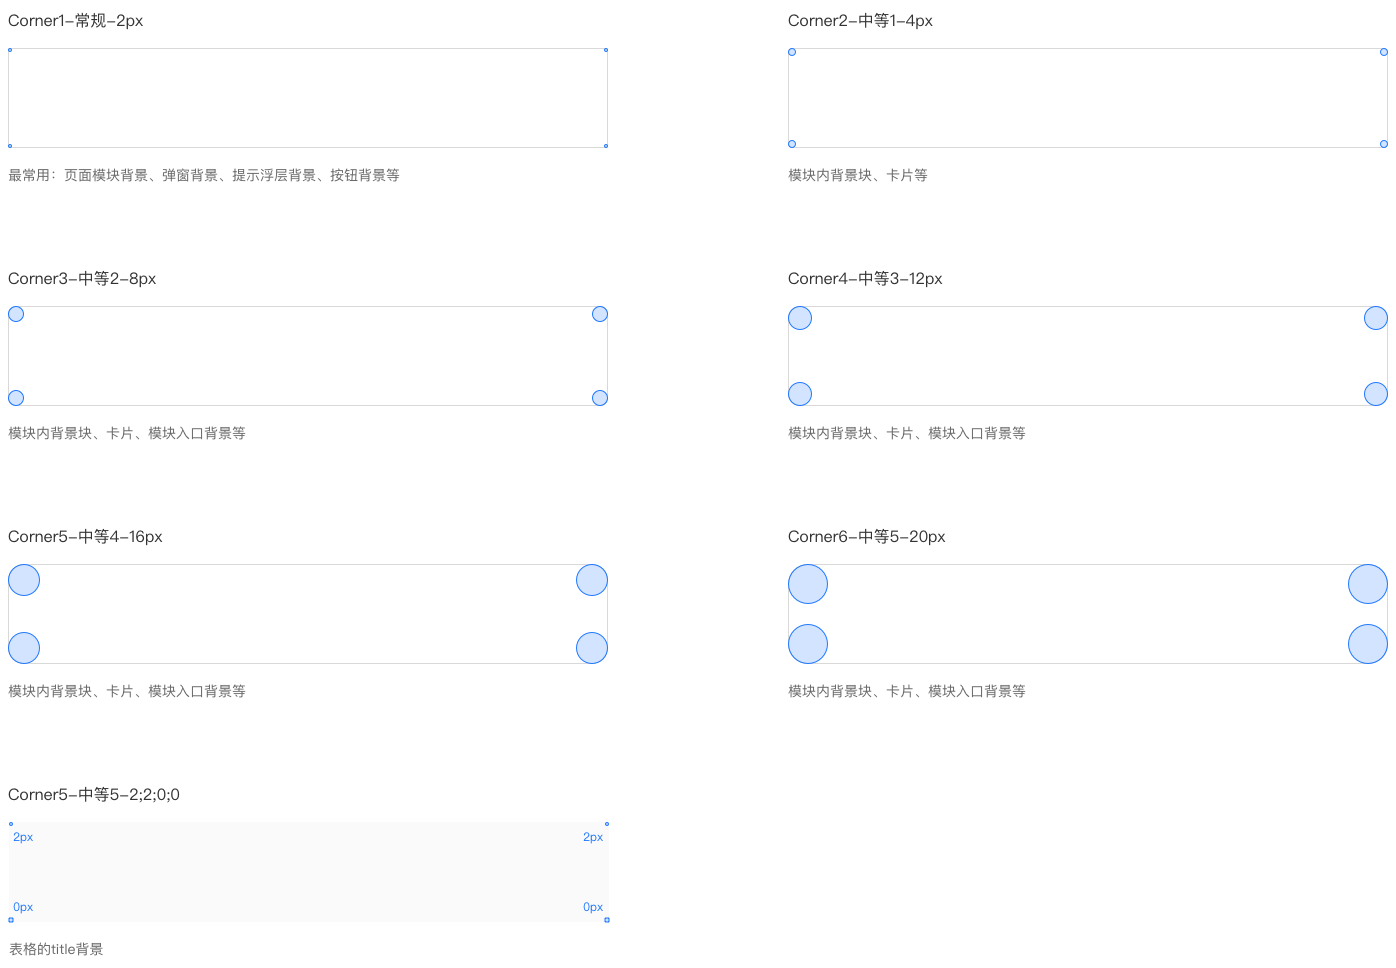 Corner1-常规-2px
最常用：页面模块背景、弹窗背景、提示浮层背景、按钮背景等
Corner2-中等1-4px
模块内背景块、卡片等
Corner3-中等2-8px
模块内背景块、卡片、模块入口背景等
Corner4-中等3-12px
模块内背景块、卡片、模块入口背景等
Corner5-中等4-16px
模块内背景块、卡片、模块入口背景等
Corner6-中等5-20px
模块内背景块、卡片、模块入口背景等
Corner5-中等5-2;2;0;0
2px
2px
0px
0px
表格的title背景